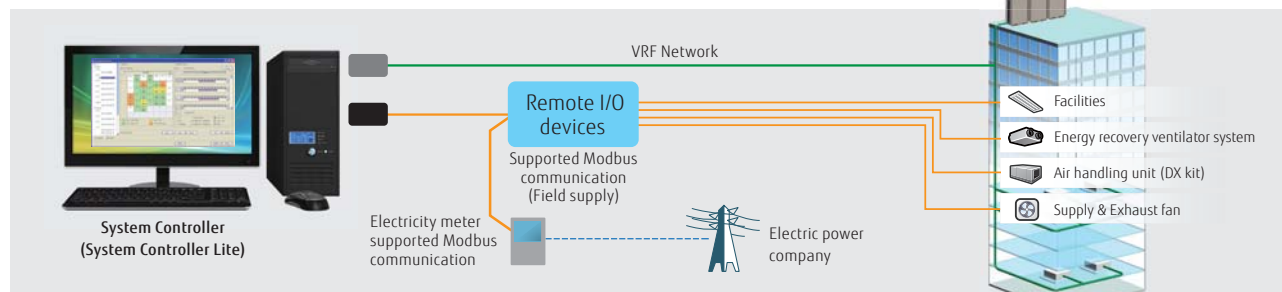 VRF Network
Remote I/O
devices
Supported Modbus
communication
(Field supply)
Facilities
Energy recovery ventilator system
Air handling unit (DX kit)
Supply & Exhaust fan
System Controller
(System Controller Lite)
Electricity meter
supported Modbus
communication
Electric power
company